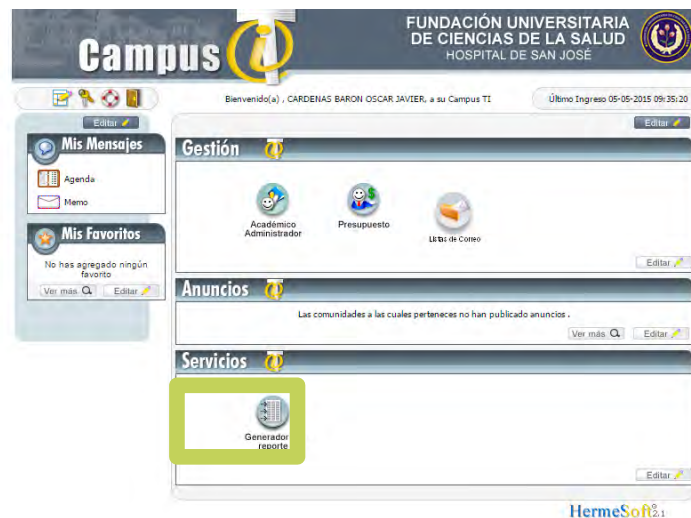 Campus
FUNDACIÓN UNIVERSITARIA
DE CIENCIAS DE LA SALUD
HOSPITAL DE SAN JOSÉ
Bienvenido(a) , CARDENAS BARON OSCAR JAVIER, a su Campus TI
Último Ingreso 05-05-2015 09:35:20
Editar
Editar
Mis Mensajes
Agenda
Memo
Mis Favoritos
No has agregado ningún
favorito
Ver más
Editar
Gestión
Académico
Administrador
Presupuesto
Listas de Correo
Editar
Anuncios
Las comunidades a las cuales perteneces no han publicado anuncios .
Ver más
Editar
Servicios
Generador
reporte
Editar
HermeSoft 2.1